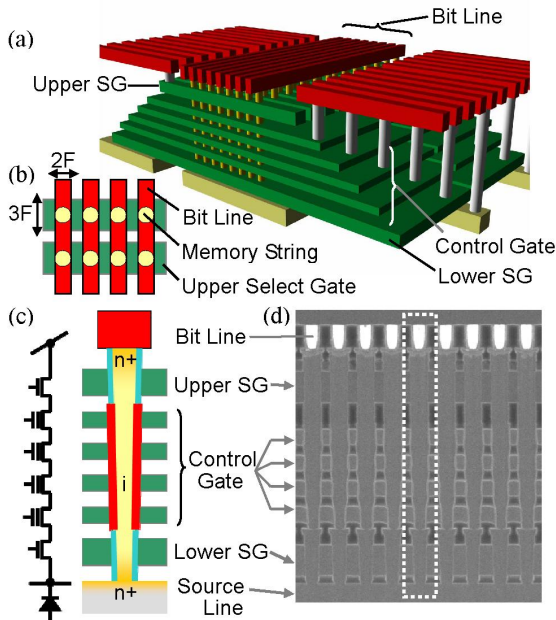 (a)
Bit Line
Upper SG
Control Gate
Lower SG
(b)
2F
3F
Bit Line
Memory String
Upper Select Gate
(c)
n+
i
n+
Upper SG
Control
Gate
Lower SG
Source
Line
(d)
Bit Line